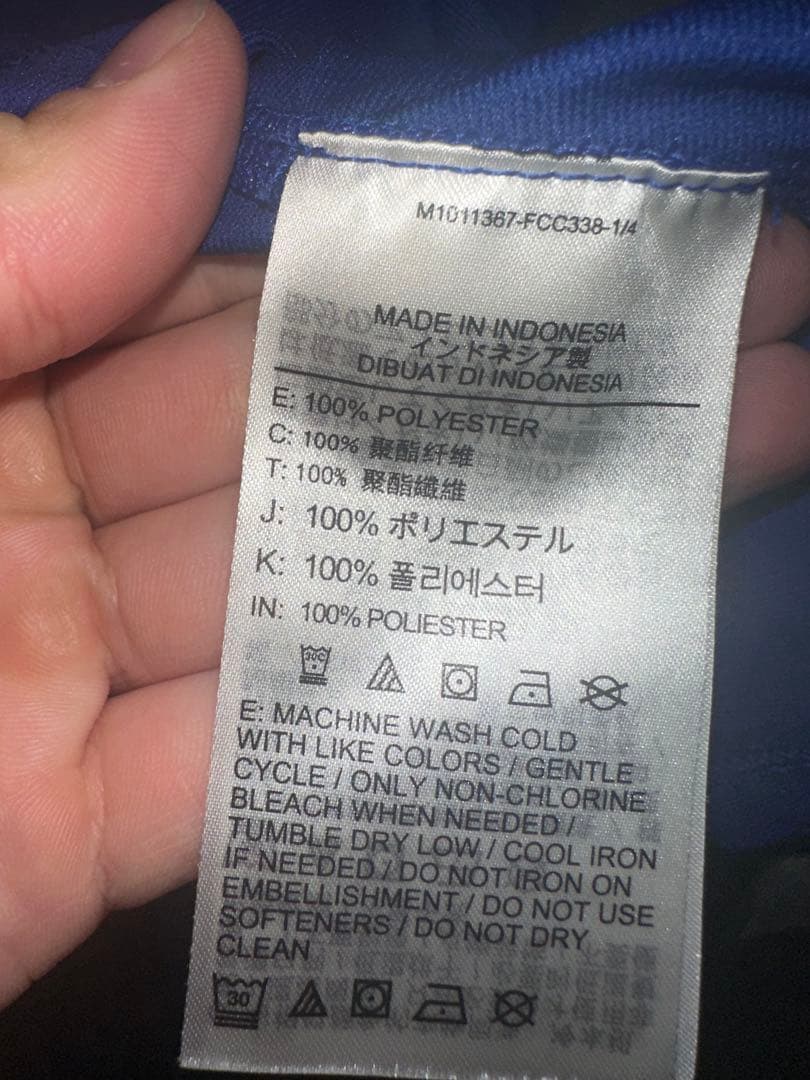 M1011367-FCC338-1/4
MADE IN INDONESIA
インドネシア製
DIBUAT DI INDONESIA
E: 100% POLYESTER
C: 100% 聚酯纤维
T: 100% 聚酯纖維
J: 100% ポリエステル
K: 100% 폴리에스터
IN: 100% POLIESTER
30C
E: MACHINE WASH COLD
WITH LIKE COLORS / GENTLE
CYCLE / ONLY NON-CHLORINE
BLEACH WHEN NEEDED /
TUMBLE DRY LOW / COOL IRON
IF NEEDED / DO NOT IRON ON
EMBELLISHMENT / DO NOT USE
SOFTENERS / DO NOT DRY
CLEAN
30